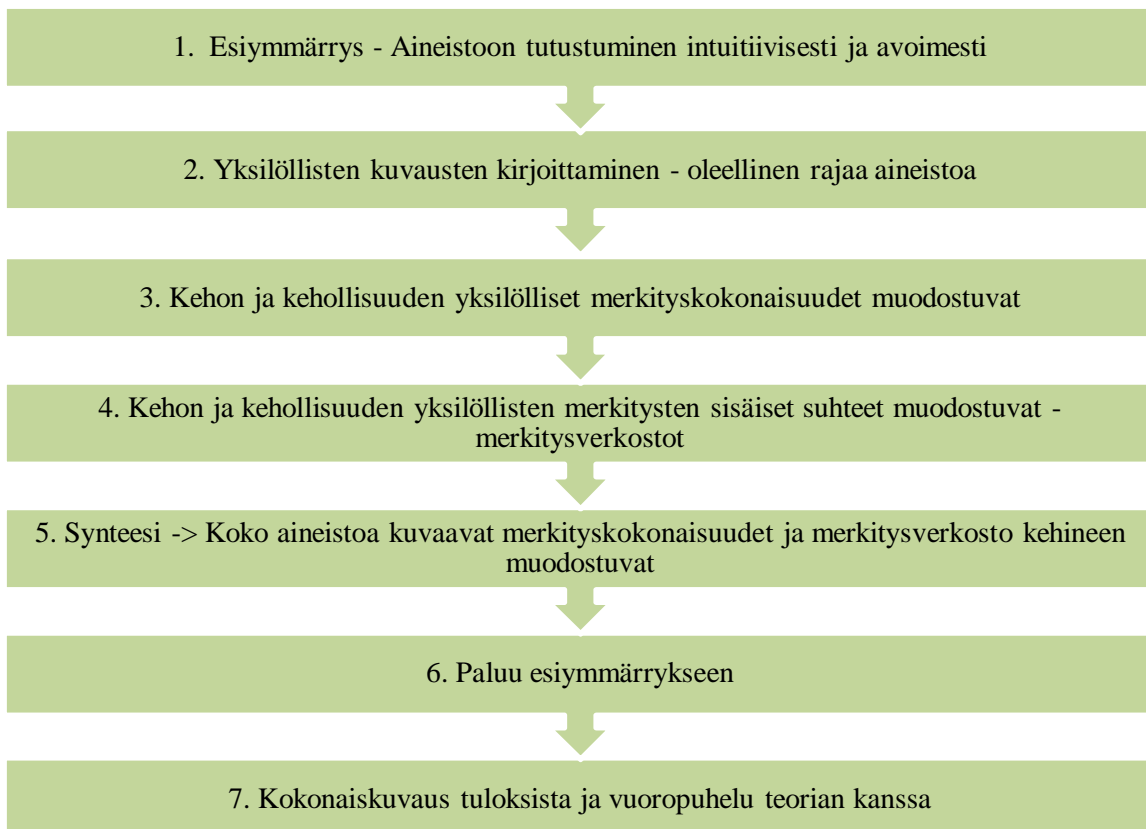 1. Esiymmärrys - Aineistoon tutustuminen intuitiivisesti ja avoimesti
2. Yksilöllisten kuvausten kirjoittaminen - oleellinen rajaa aineistoa
3. Kehon ja kehollisuuden yksilölliset merkityskokonaisuudet muodostuvat
4. Kehon ja kehollisuuden yksilöllisten merkitysten sisäiset suhteet muodostuvat -
merkitysverkostot
5. Synteesi -> Koko aineistoa kuvaavat merkityskokonaisuudet ja merkitysverkosto kehineen
muodostuvat
6. Paluu esiymmärrykseen
7. Kokonaiskuvaus tuloksista ja vuoropuhelu teorian kanssa